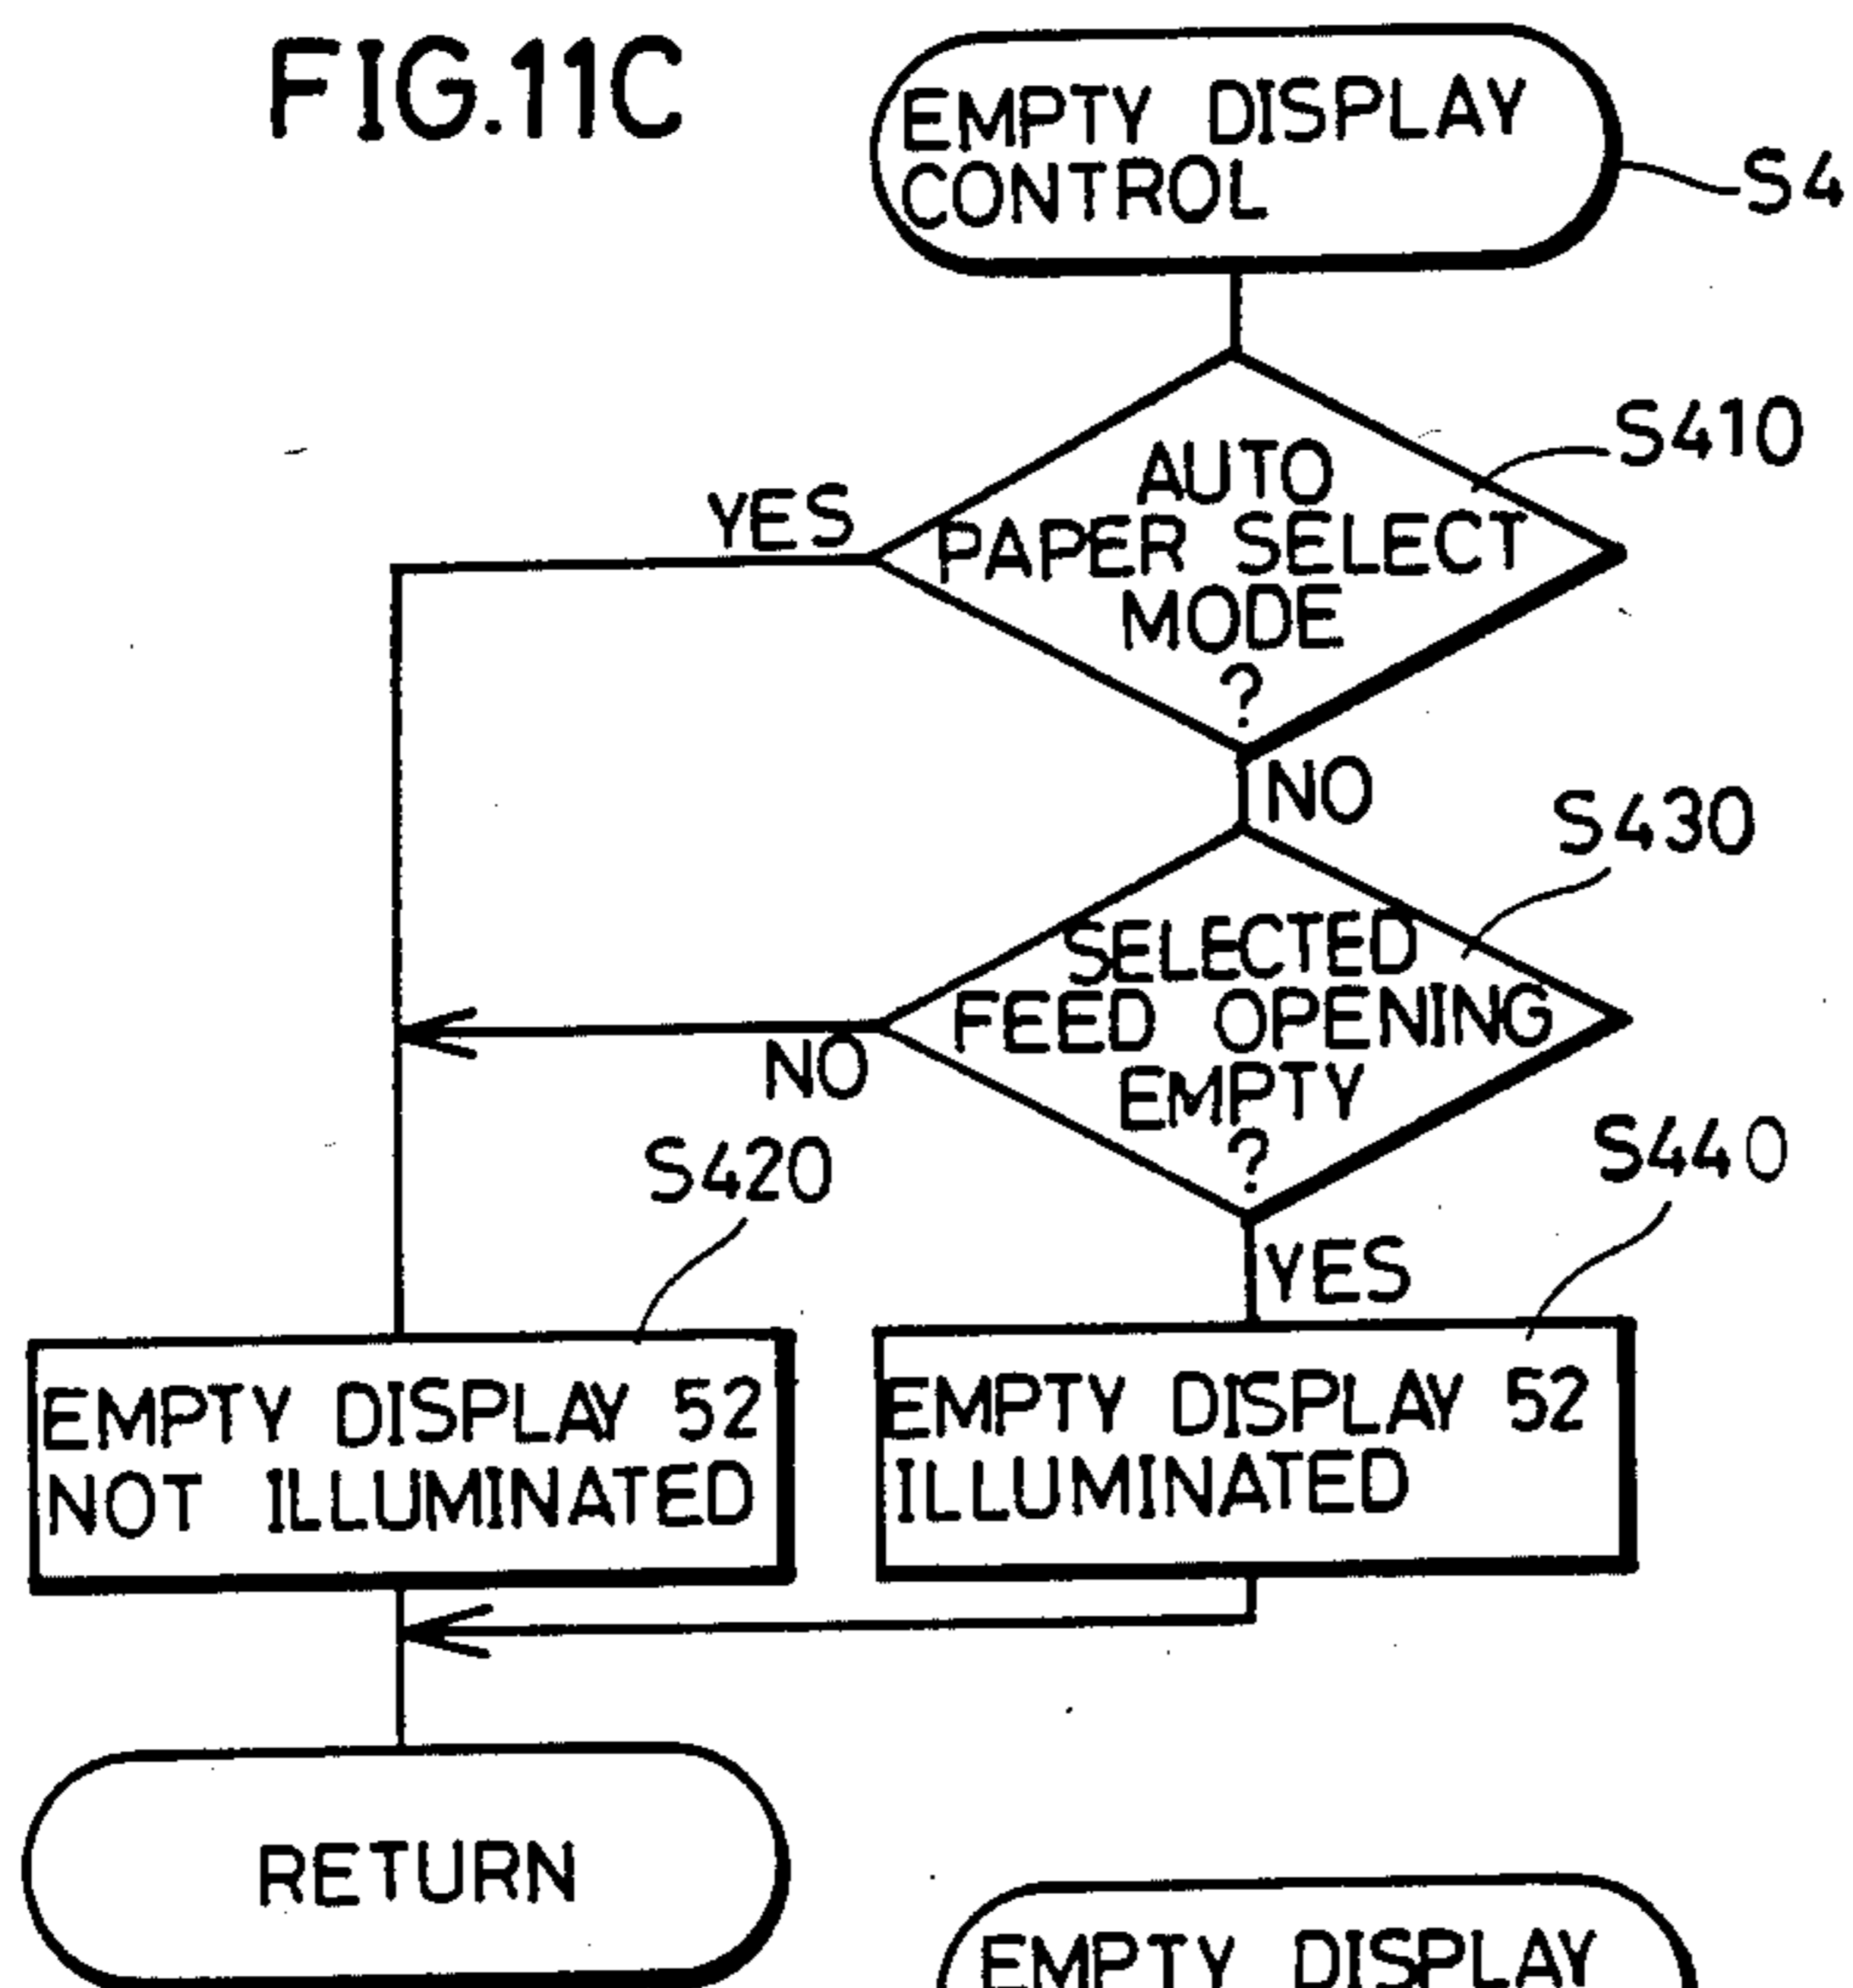 FIG.11C
EMPTY DISPLAY
CONTROL
S4
AUTO
PAPER SELECT
MODE
?
S410
YES
NO
S430
SELECTED
FEED OPENING
EMPTY
?
NO
S420
S440
YES
EMPTY DISPLAY 52
NOT ILLUMINATED
EMPTY DISPLAY 52
ILLUMINATED
RETURN
EMPTY DISPLAY